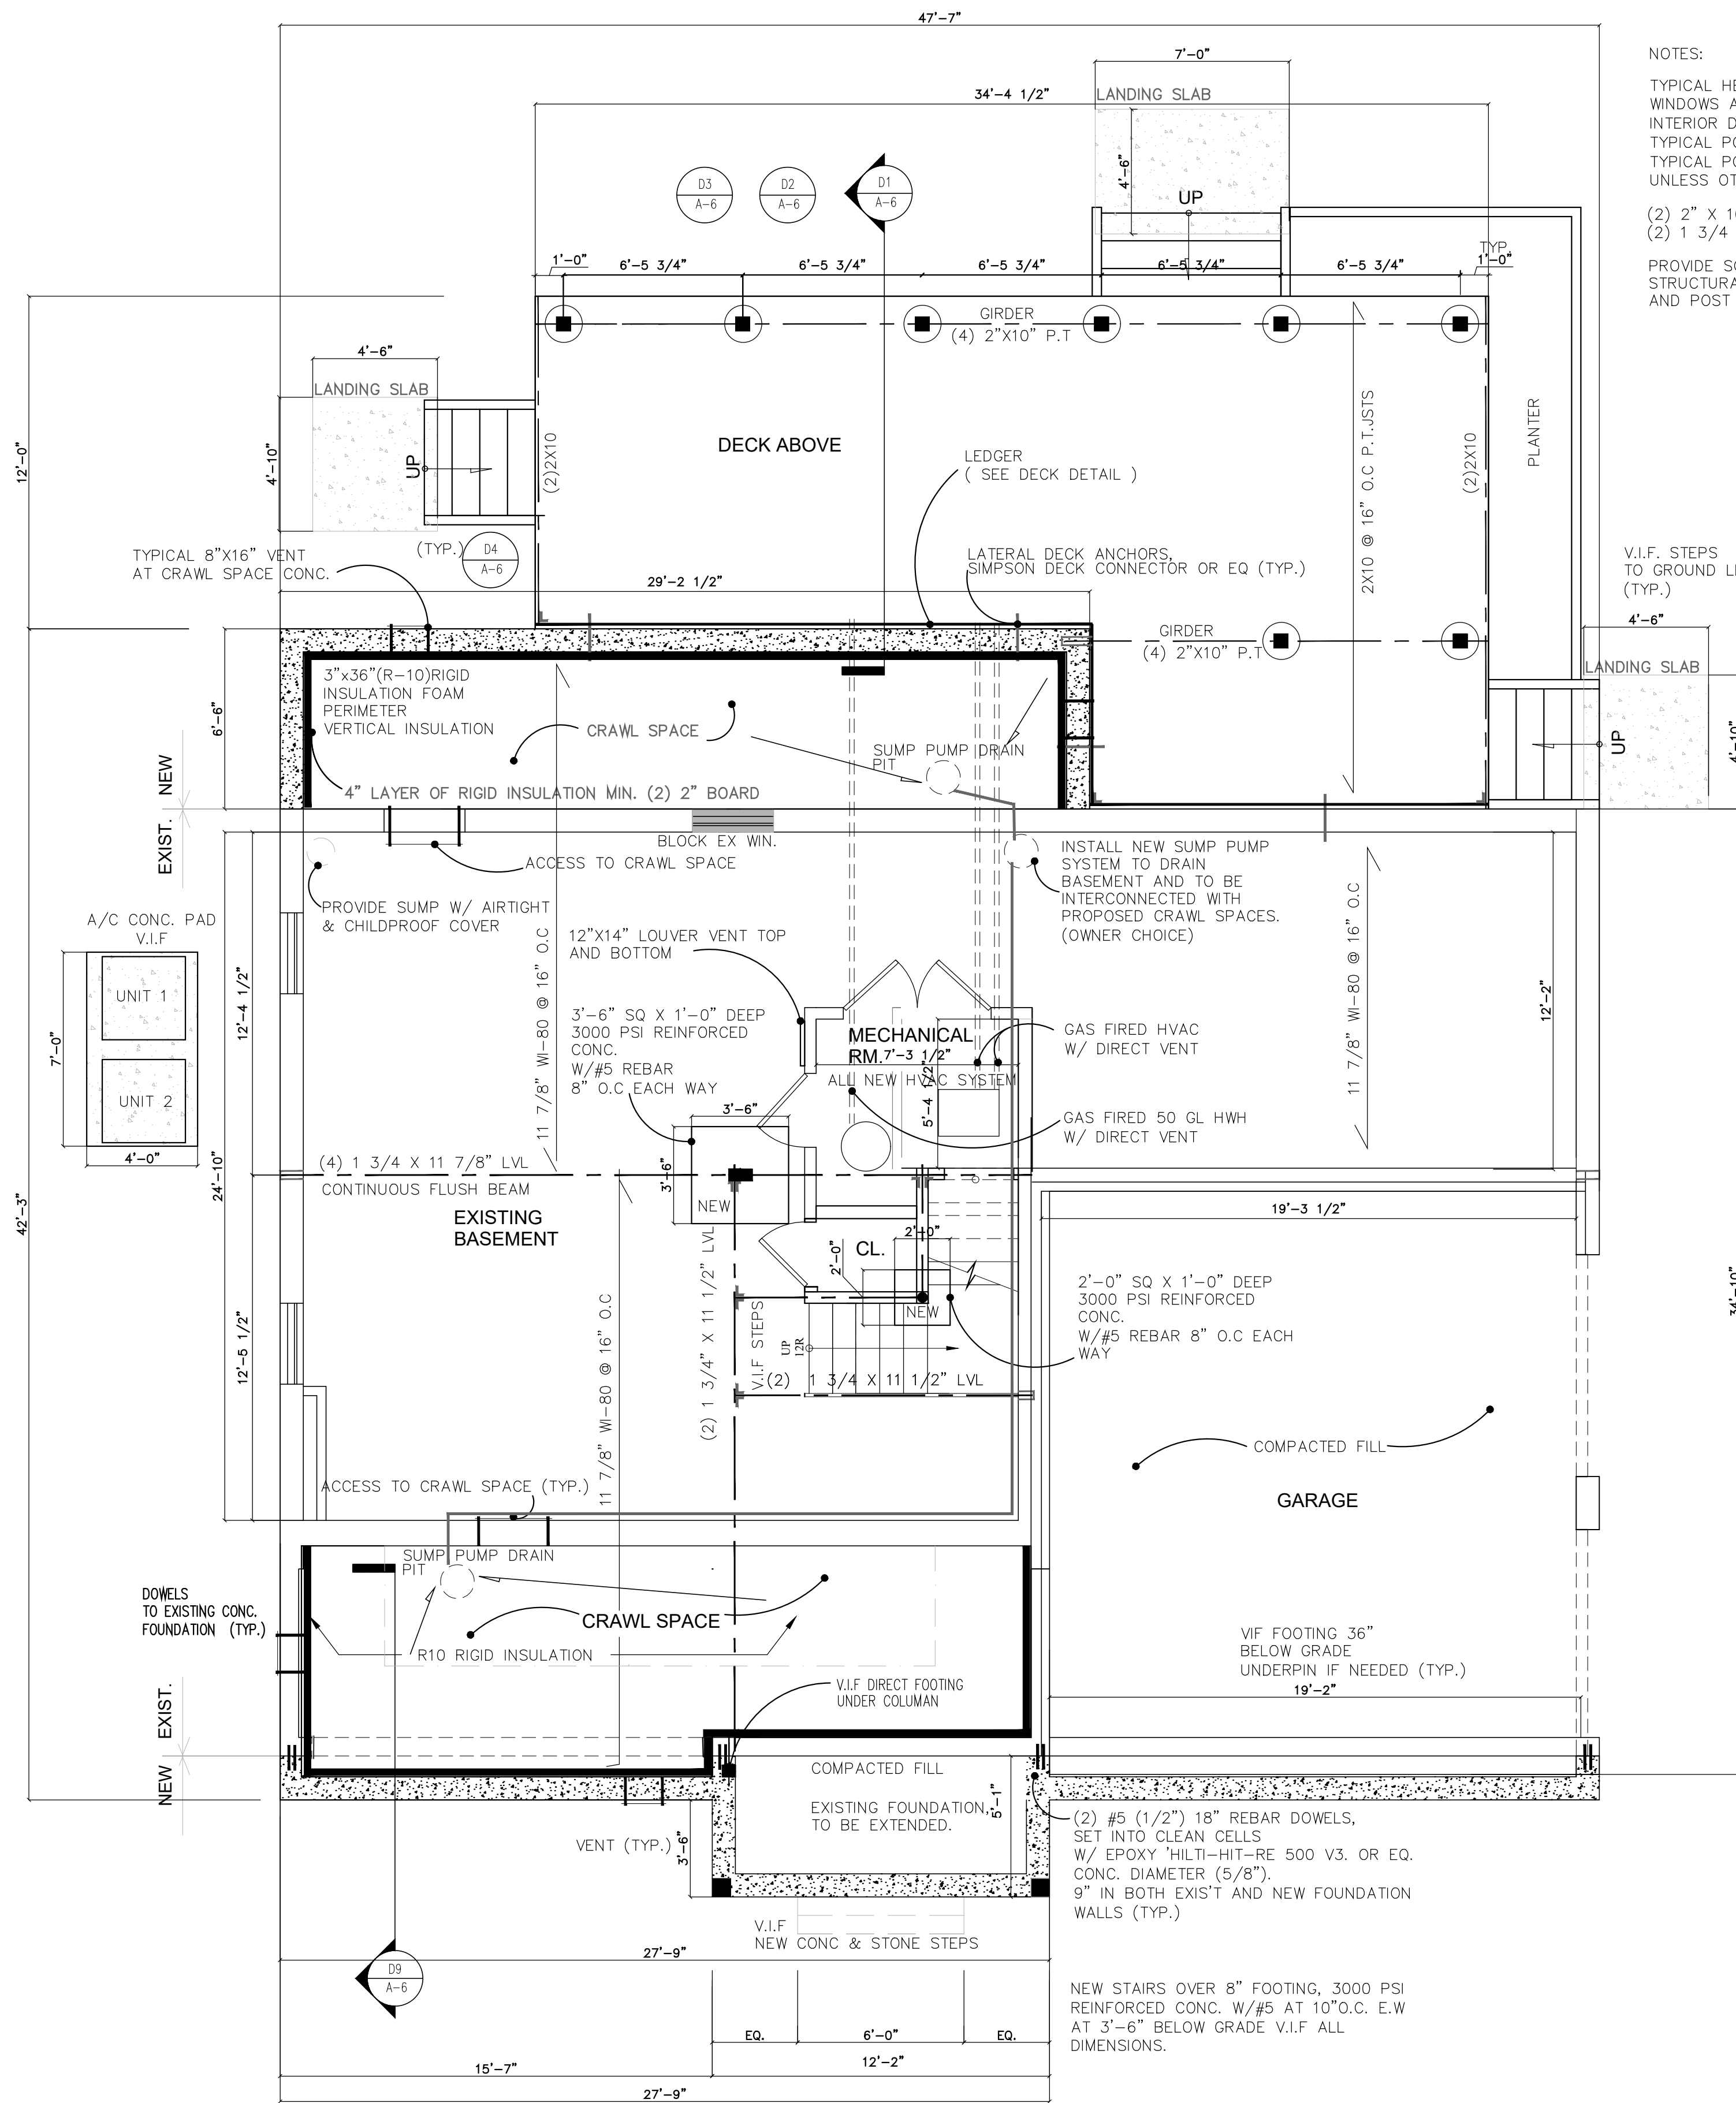 47'-7"
7'-0"
34'-4 1/2"
LANDING SLAB
4'-6"
UP
NOTES:
TYPICAL
WINDOWS
INTERIOR
TYPICAL
TYPICAL
UNLESS
(2) 2" X
(2) 1 3/4
PROVIDE
AND POST
D3
A-6
D2
A-6
D1
A-6
1'-0"
6'-5 3/4"
6'-5 3/4"
6'-5 3/4"
6'-5 3/4"
6'-5 3/4"
TYP.
1'-0"
GIRDER
(4) 2"X10" P.T
4'-6"
LANDING SLAB
4'-10"
UP
12'-0"
(2)2X10
DECK ABOVE
LEDGER
( SEE DECK DETAIL )
2X10 @ 16" O.C P.T.JSTS
(2)2X10
PLANTER
TYPICAL 8"X16" VENT
AT CRAWL SPACE CONC.
(TYP.)
D4
A-6
29'-2 1/2"
LATERAL DECK ANCHORS,
SIMPSON DECK CONNECTOR OR EQ (TYP.)
V.I.F. STEPS
TO GROUND
(TYP.)
4'-6"
LANDING SLAB
4'-10"
UP
GIRDER
(4) 2"X10" P.T
6'-6"
3"x36"(R-10)RIGID
INSULATION FOAM
PERIMETER
VERTICAL INSULATION
CRAWL SPACE
SUMP PUMP DRAIN
PIT
4" LAYER OF RIGID INSULATION MIN. (2) 2" BOARD
NEW
EXIST.
BLOCK EX WIN.
ACCESS TO CRAWL SPACE
PROVIDE SUMP W/ AIRTIGHT
& CHILDPROOF COVER
INSTALL NEW SUMP PUMP
SYSTEM TO DRAIN
BASEMENT AND TO BE
INTERCONNECTED WITH
PROPOSED CRAWL SPACES.
(OWNER CHOICE)
A/C CONC. PAD
V.I.F
UNIT 1
UNIT 2
7'-0"
4'-0"
12'-4 1/2"
24'-10"
42'-3"
12'-5 1/2"
11 7/8" WI-80 @ 16" O.C
12"X14" LOUVER VENT TOP
AND BOTTOM
3'-6" SQ X 1'-0" DEEP
3000 PSI REINFORCED
CONC.
W/#5 REBAR
8" O.C EACH WAY
MECHANICAL
RM.
7'-3 1/2"
ALL NEW HVAC SYSTEM
5'-4 1/2"
GAS FIRED HVAC
W/ DIRECT VENT
GAS FIRED 50 GL HWH
W/ DIRECT VENT
11 7/8" WI-80 @ 16" O.C
12'-2"
3'-6"
3'-6"
NEW
(4) 1 3/4 X 11 7/8" LVL
CONTINUOUS FLUSH BEAM
EXISTING
BASEMENT
(2) 1 3/4" X 11 1/2" LVL
V.I.F STEPS
CL.
2'-0"
2'-0"
NEW
UP
12R
(2) 1 3/4 X 11 1/2" LVL
11 7/8" WI-80 @ 16" O.C
19'-3 1/2"
2'-0" SQ X 1'-0" DEEP
3000 PSI REINFORCED
CONC.
W/#5 REBAR 8" O.C EACH
WAY
34'-10"
COMPACTED FILL
GARAGE
ACCESS TO CRAWL SPACE (TYP.)
SUMP PUMP DRAIN
PIT
CRAWL SPACE
R10 RIGID INSULATION
DOWELS
TO EXISTING CONC.
FOUNDATION (TYP.)
VIF FOOTING 36"
BELOW GRADE
UNDERPIN IF NEEDED (TYP.)
19'-2"
V.I.F DIRECT FOOTING
UNDER COLUMAN
EXIST.
NEW
COMPACTED FILL
EXISTING FOUNDATION,
TO BE EXTENDED.
5'-1"
VENT (TYP.)
3'-6"
(2) #5 (1/2") 18" REBAR DOWELS,
SET INTO CLEAN CELLS
W/ EPOXY 'HILTI-HIT-RE 500 V3. OR EQ.
CONC. DIAMETER (5/8").
9" IN BOTH EXIS'T AND NEW FOUNDATION
WALLS (TYP.)
V.I.F
NEW CONC & STONE STEPS
27'-9"
D9
A-6
NEW STAIRS OVER 8" FOOTING, 3000 PSI
REINFORCED CONC. W/#5 AT 10"O.C. E.W
AT 3'-6" BELOW GRADE V.I.F ALL
DIMENSIONS.
EQ.
6'-0"
EQ.
15'-7"
12'-2"
27'-9"